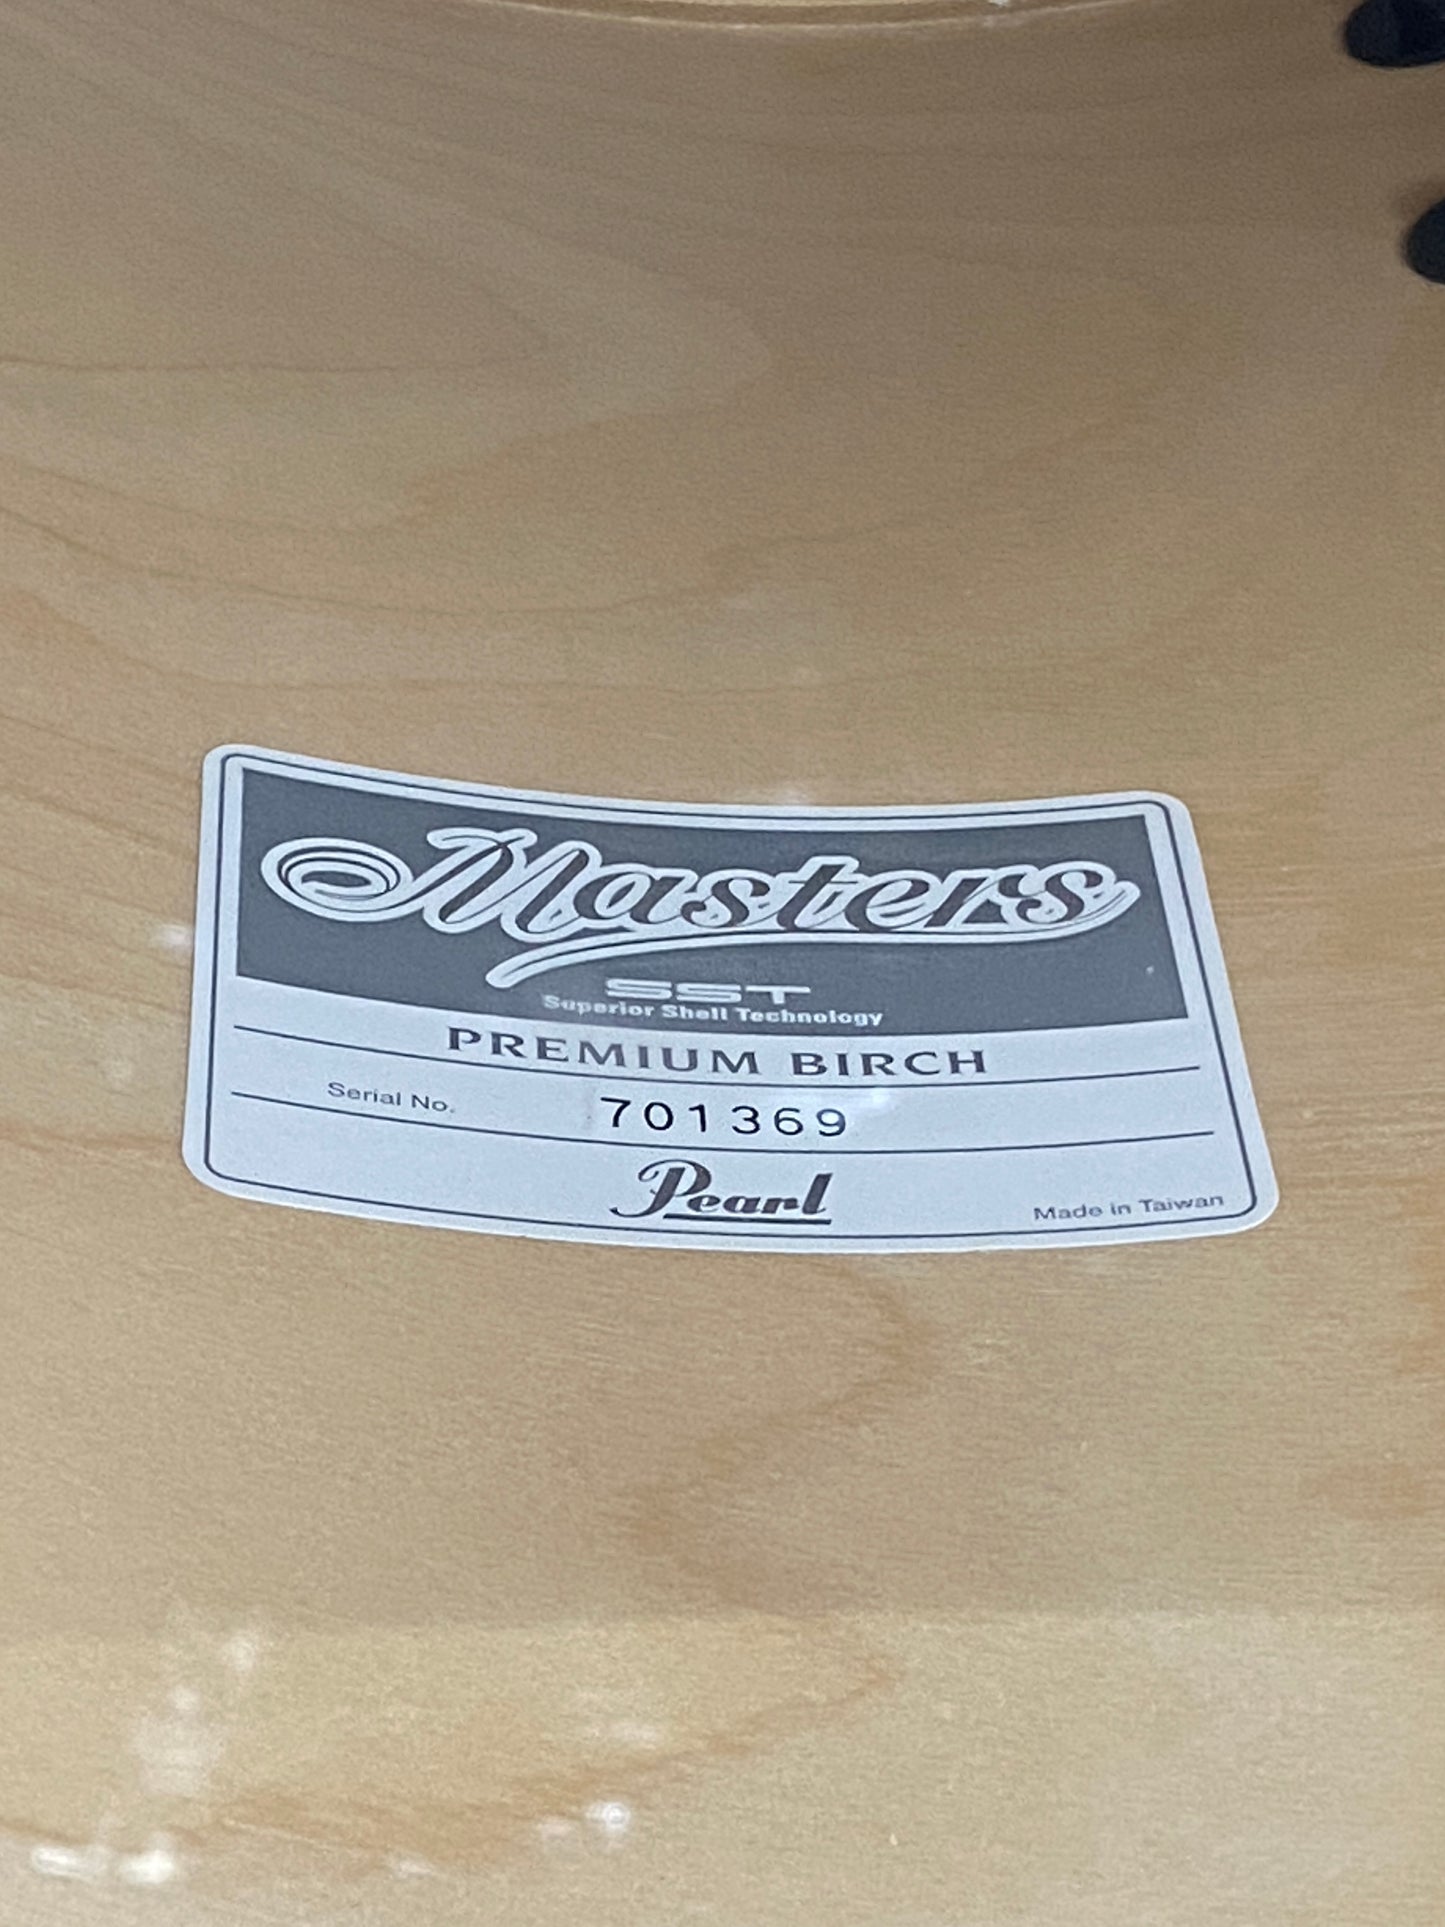 Masters
SST
Superior Shell Technology
PREMIUM BIRCH
Serial No. 701369
Pearl
Made in Taiwan